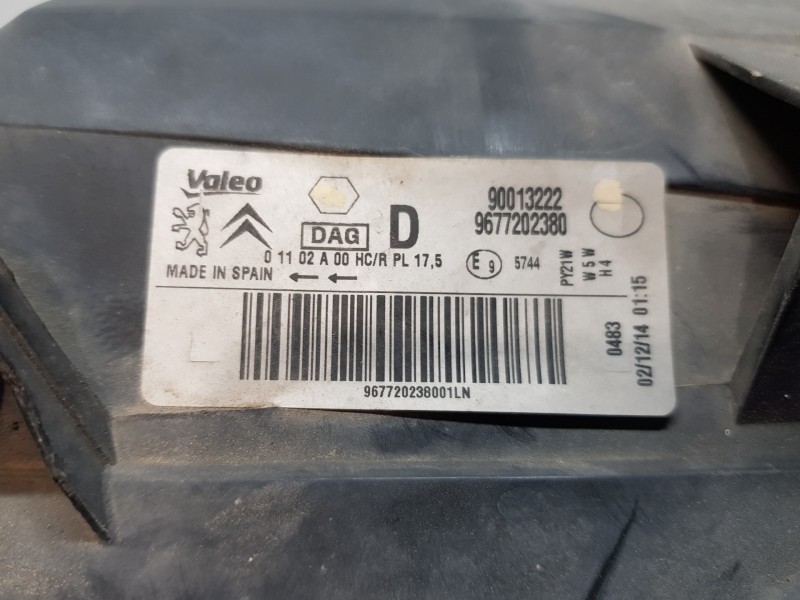 Valeo
DAG
D
90013222
9677202380
0 11 02 A 00 HC/R PL 17,5
E 9
5744
MADE IN SPAIN
PY21W
W5W
H4
0483
02/12/14 01:15
967720238001LN